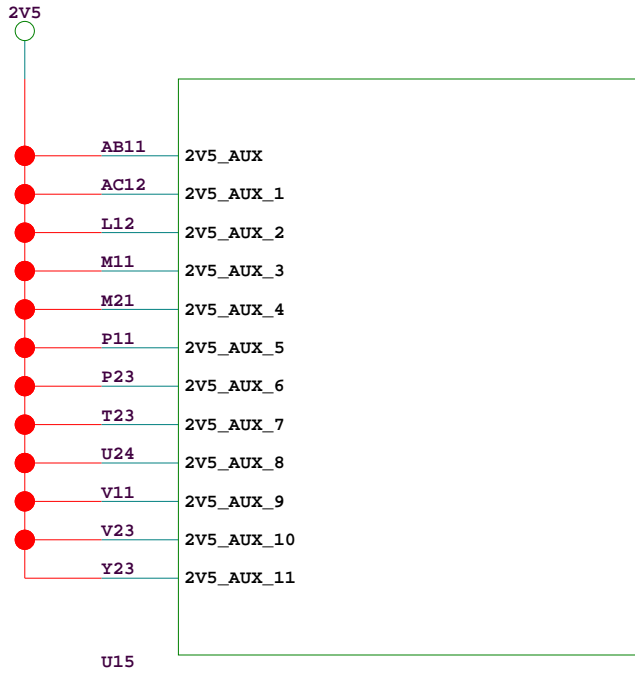 2V5
AB11 2V5_AUX
AC12 2V5_AUX_1
L12 2V5_AUX_2
M11 2V5_AUX_3
M21 2V5_AUX_4
P11 2V5_AUX_5
P23 2V5_AUX_6
T23 2V5_AUX_7
U24 2V5_AUX_8
V11 2V5_AUX_9
V23 2V5_AUX_10
Y23 2V5_AUX_11
U15